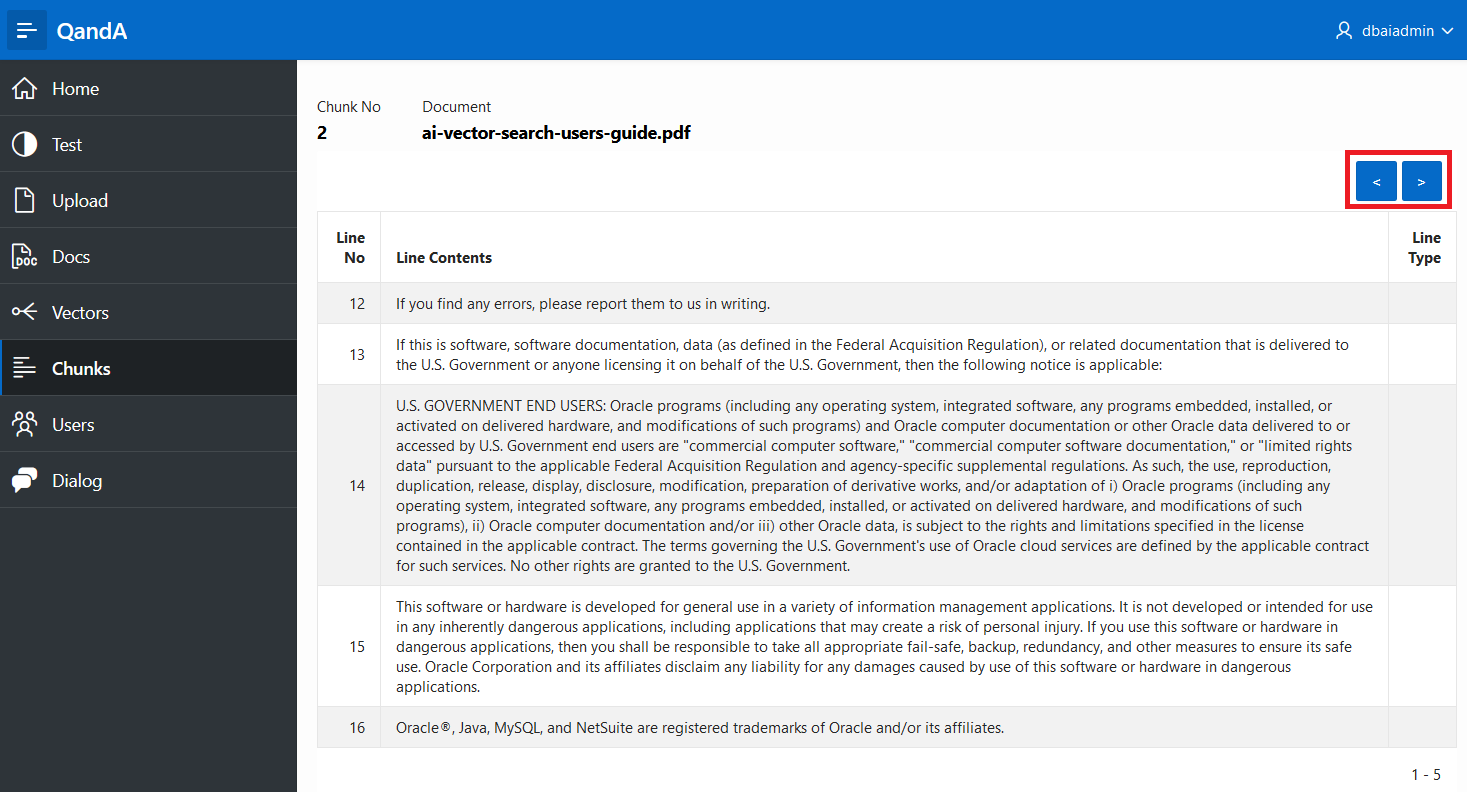 QandA
dbaiadmin
Home
Test
Upload
DOC
Docs
Vectors
Chunks
Users
Dialog
Chunk No
Document
2
ai-vector-search-users-guide.pdf
<
>
Line No
Line Contents
Line Type
12
If you find any errors, please report them to us in writing.
13
If this is software, software documentation, data (as defined in the Federal Acquisition Regulation), or related documentation that is delivered to
the U.S. Government or anyone licensing it on behalf of the U.S. Government, then the following notice is applicable:
14
U.S. GOVERNMENT END USERS: Oracle programs (including any operating system, integrated software, any programs embedded, installed, or
activated on delivered hardware, and modifications of such programs) and Oracle computer documentation or other Oracle data delivered to or
accessed by U.S. Government end users are "commercial computer software," "commercial computer software documentation," or "limited rights
data" pursuant to the applicable Federal Acquisition Regulation and agency-specific supplemental regulations. As such, the use, reproduction,
duplication, release, display, disclosure, modification, preparation of derivative works, and/or adaptation of i) Oracle programs (including any
operating system, integrated software, any programs embedded, installed, or activated on delivered hardware, and modifications of such
programs), ii) Oracle computer documentation and/or iii) other Oracle data, is subject to the rights and limitations specified in the license
contained in the applicable contract. The terms governing the U.S. Government's use of Oracle cloud services are defined by the applicable contract
for such services. No other rights are granted to the U.S. Government.
15
This software or hardware is developed for general use in a variety of information management applications. It is not developed or intended for use
in any inherently dangerous applications, including applications that may create a risk of personal injury. If you use this software or hardware in
dangerous applications, then you shall be responsible to take all appropriate fail-safe, backup, redundancy, and other measures to ensure its safe
use. Oracle Corporation and its affiliates disclaim any liability for any damages caused by use of this software or hardware in dangerous
applications.
16
Oracle®, Java, MySQL, and NetSuite are registered trademarks of Oracle and/or its affiliates.
1 - 5